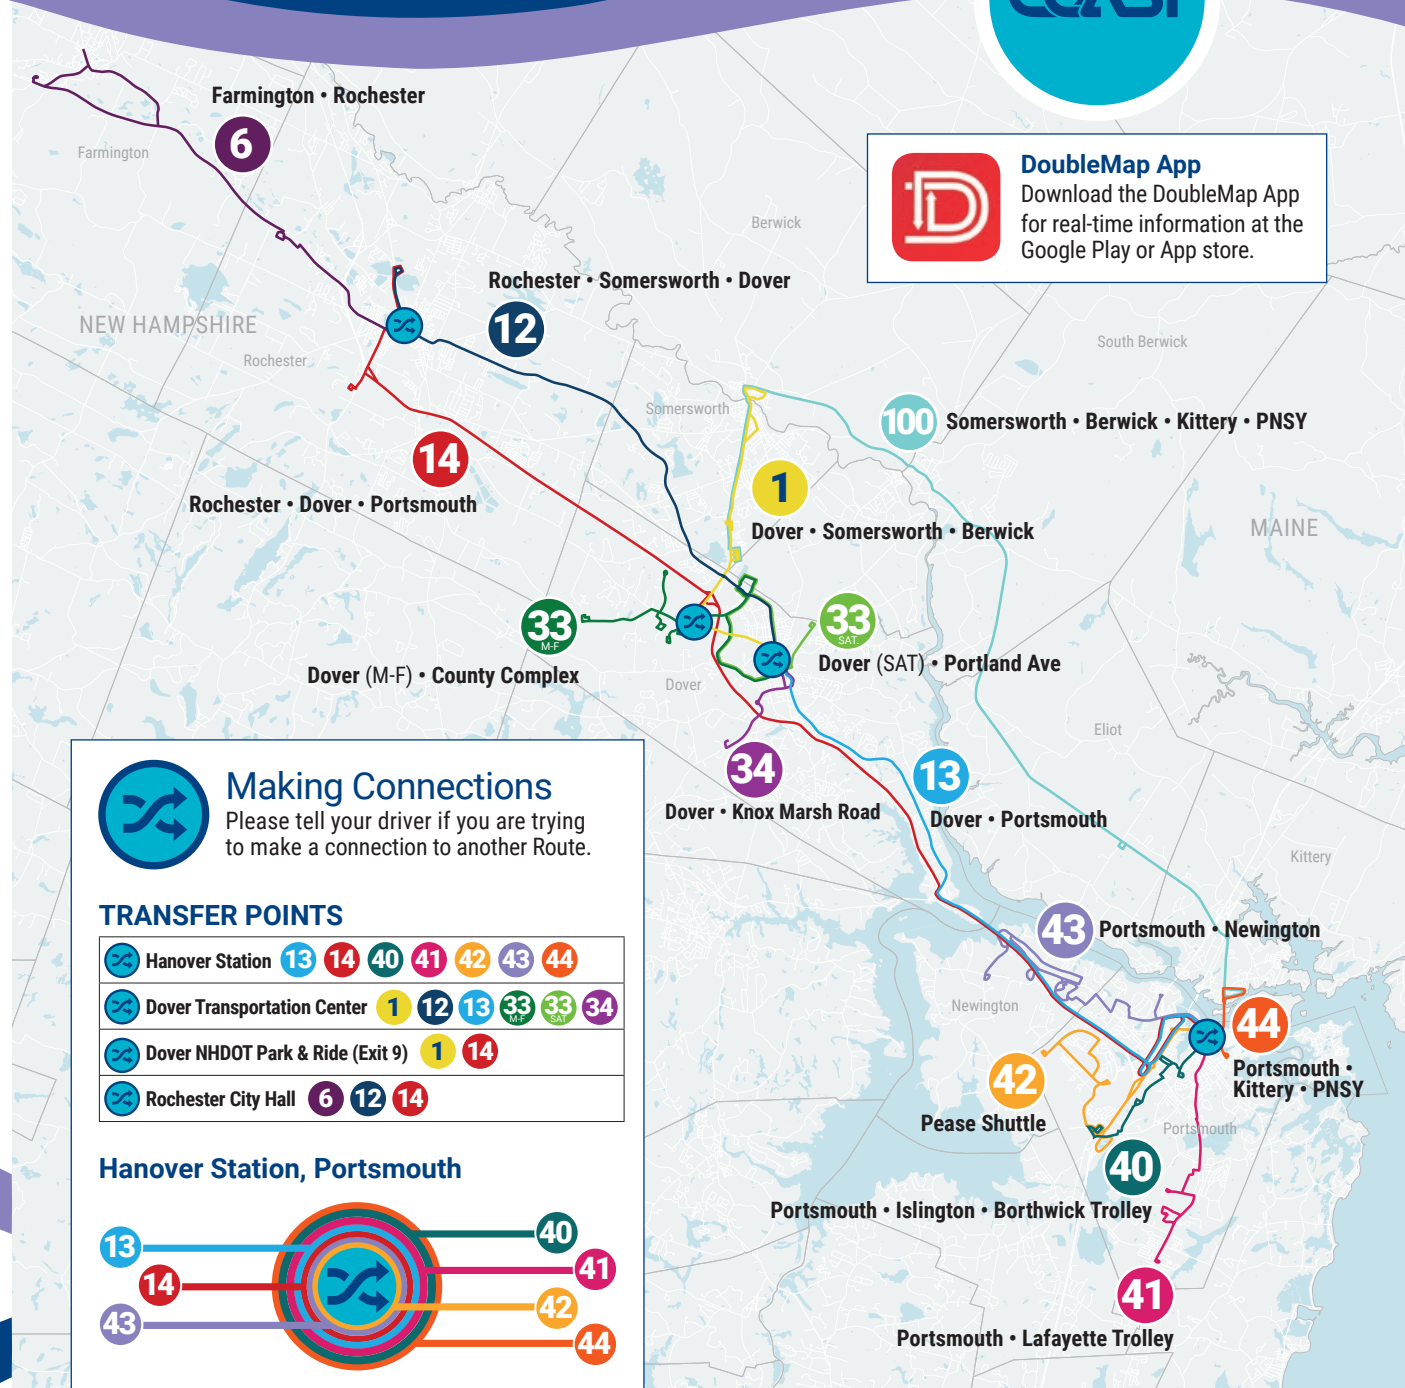 COAST
Farmington • Rochester
6
Farmington
DoubleMap App
Download the DoubleMap App
for real-time information at the
Google Play or App store.
Berwick
Rochester • Somersworth • Dover
12
NEW HAMPSHIRE
Rochester
South Berwick
Somersworth
100
Somersworth • Berwick • Kittery • PNSY
14
Rochester • Dover • Portsmouth
1
Dover • Somersworth • Berwick
MAINE
33
M-F
Dover (M-F) • County Complex
33
SAT.
Dover (SAT) • Portland Ave
Dover
Eliot
34
Dover • Knox Marsh Road
13
Dover • Portsmouth
Kittery
43
Portsmouth • Newington
Newington
44
Portsmouth •
Kittery • PNSY
42
Pease Shuttle
Portsmouth
40
Portsmouth • Islington • Borthwick Trolley
41
Portsmouth • Lafayette Trolley
Making Connections
Please tell your driver if you are trying
to make a connection to another Route.
TRANSFER POINTS
Hanover Station 13 14 40 41 42 43 44
Dover Transportation Center 1 12 13 33 M-F 33 SAT 34
Dover NHDOT Park & Ride (Exit 9) 1 14
Rochester City Hall 6 12 14
Hanover Station, Portsmouth
13
14
43
40
41
42
44